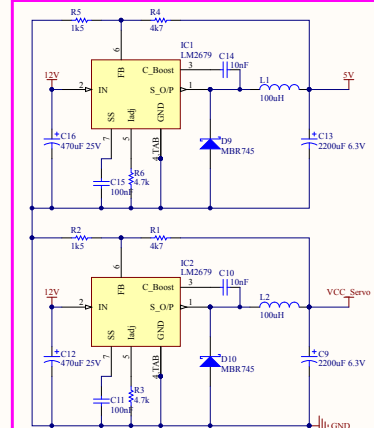 R5
1k5
R4
4k7
IC1
LM2679
C14
10nF
6
FB
C_Boost
3
12V
2
IN
S_O/P
1
L1
100uH
5V
SS
Iadj
GND
7
5
4,TAB
C16
470uF 25V
D9
MBR745
C13
2200uF 6.3V
R6
4.7k
C15
100nF
R2
1k5
R1
4k7
IC2
LM2679
C10
10nF
6
FB
C_Boost
3
12V
2
IN
S_O/P
1
L2
100uH
VCC_Servo
SS
Iadj
GND
7
5
4,TAB
C12
470uF 25V
D10
MBR745
C9
2200uF 6.3V
R3
4.7k
C11
100nF
GND